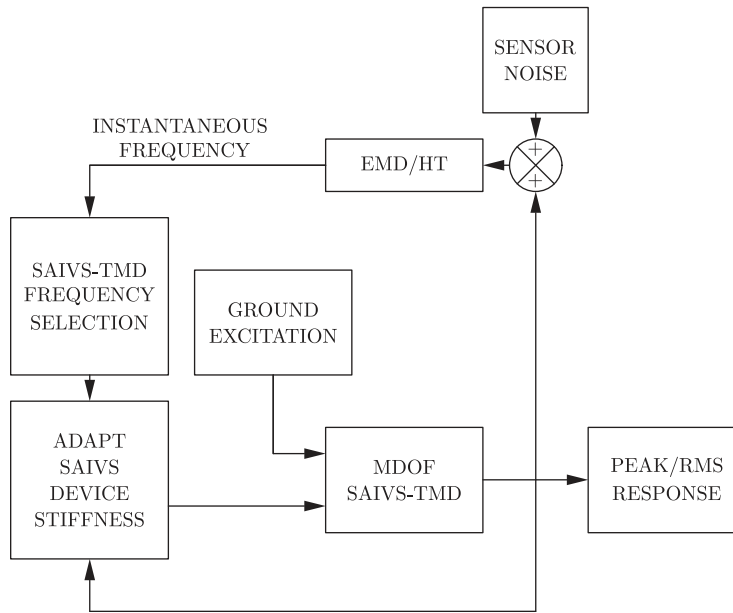 SENSOR
NOISE
INSTANTANEOUS
FREQUENCY
EMD/HT
+
+
SAIVS-TMD
FREQUENCY
SELECTION
GROUND
EXCITATION
ADAPT
SAIVS
DEVICE
STIFFNESS
MDOF
SAIVS-TMD
PEAK/RMS
RESPONSE